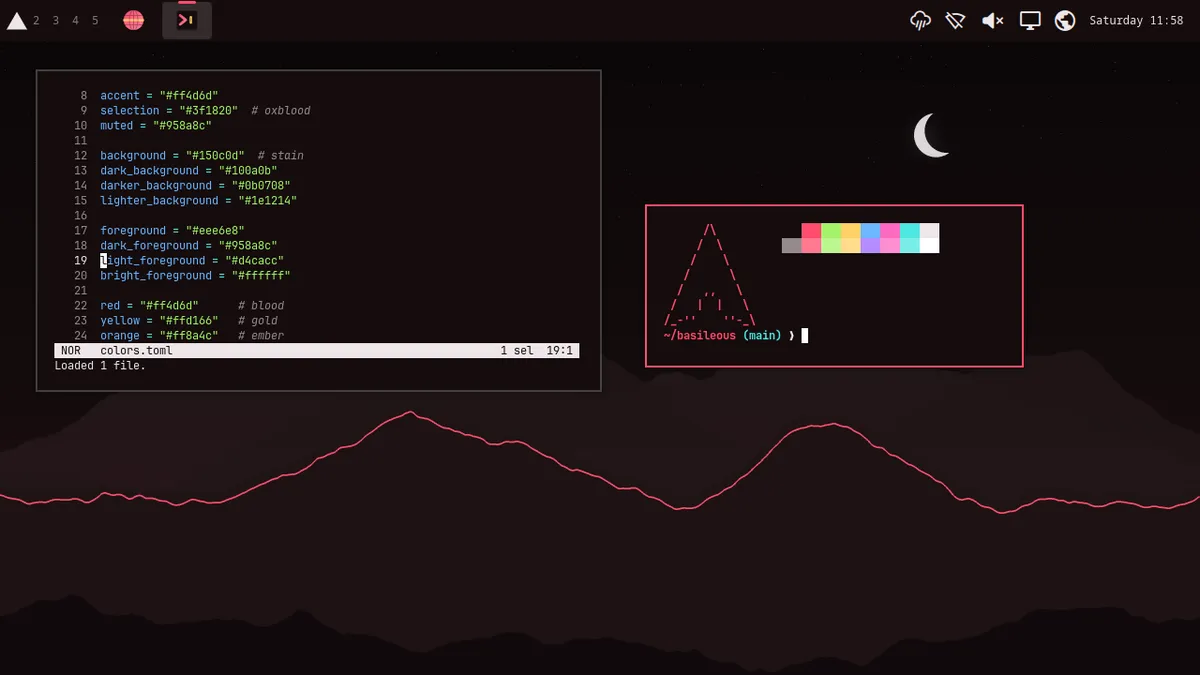 2 3 4 5
Saturday 11:58
8 accent = "#ff4d6d"
9 selection = "#3f1820" # oxblood
10 muted = "#958a8c"
11
12 background = "#150c0d" # stain
13 dark_background = "#100a0b"
14 darker_background = "#0b0708"
15 lighter_background = "#1e1214"
16
17 foreground = "#eee6e8"
18 dark_foreground = "#958a8c"
19 light_foreground = "#d4cacc"
20 bright_foreground = "#ffffff"
21
22 red = "#ff4d6d" # blood
23 yellow = "#ffd166" # gold
24 orange = "#ff8a4c" # ember
NOR colors.toml 1 sel 19:1
Loaded 1 file.
~/basileous (main) ❯